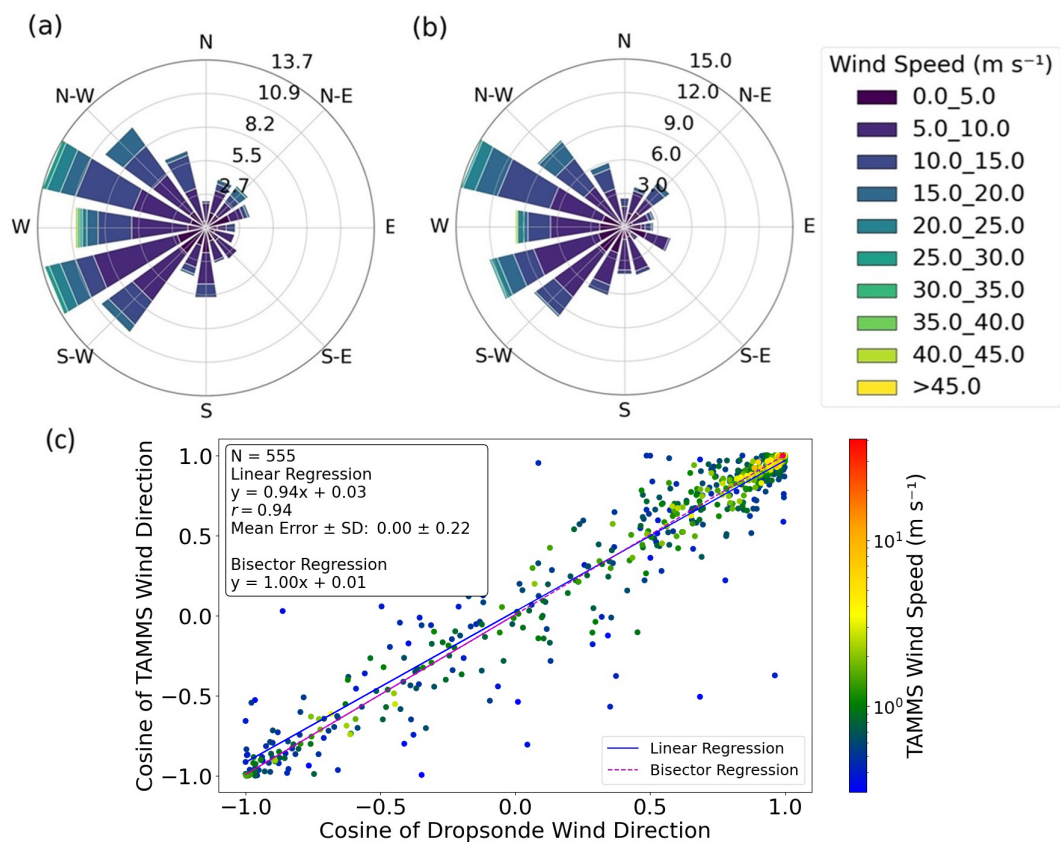 (a)
N
13.7
10.9
8.2
5.5
2.7
N-E
E
S-E
S
S-W
W
N-W
(b)
N
15.0
12.0
9.0
6.0
3.0
N-E
E
S-E
S
S-W
N-W
Wind Speed (m s⁻¹)
0.0_5.0
5.0_10.0
10.0_15.0
15.0_20.0
20.0_25.0
25.0_30.0
30.0_35.0
35.0_40.0
40.0_45.0
>45.0
(c)
Cosine of TAMMS Wind Direction
1.0
0.5
0.0
−0.5
−1.0
N = 555
Linear Regression
y = 0.94x + 0.03
r = 0.94
Mean Error ± SD: 0.00 ± 0.22
Bisector Regression
y = 1.00x + 0.01
Linear Regression
Bisector Regression
−1.0
−0.5
0.0
0.5
1.0
Cosine of Dropsonde Wind Direction
10¹
10⁰
TAMMS Wind Speed (m s⁻¹)